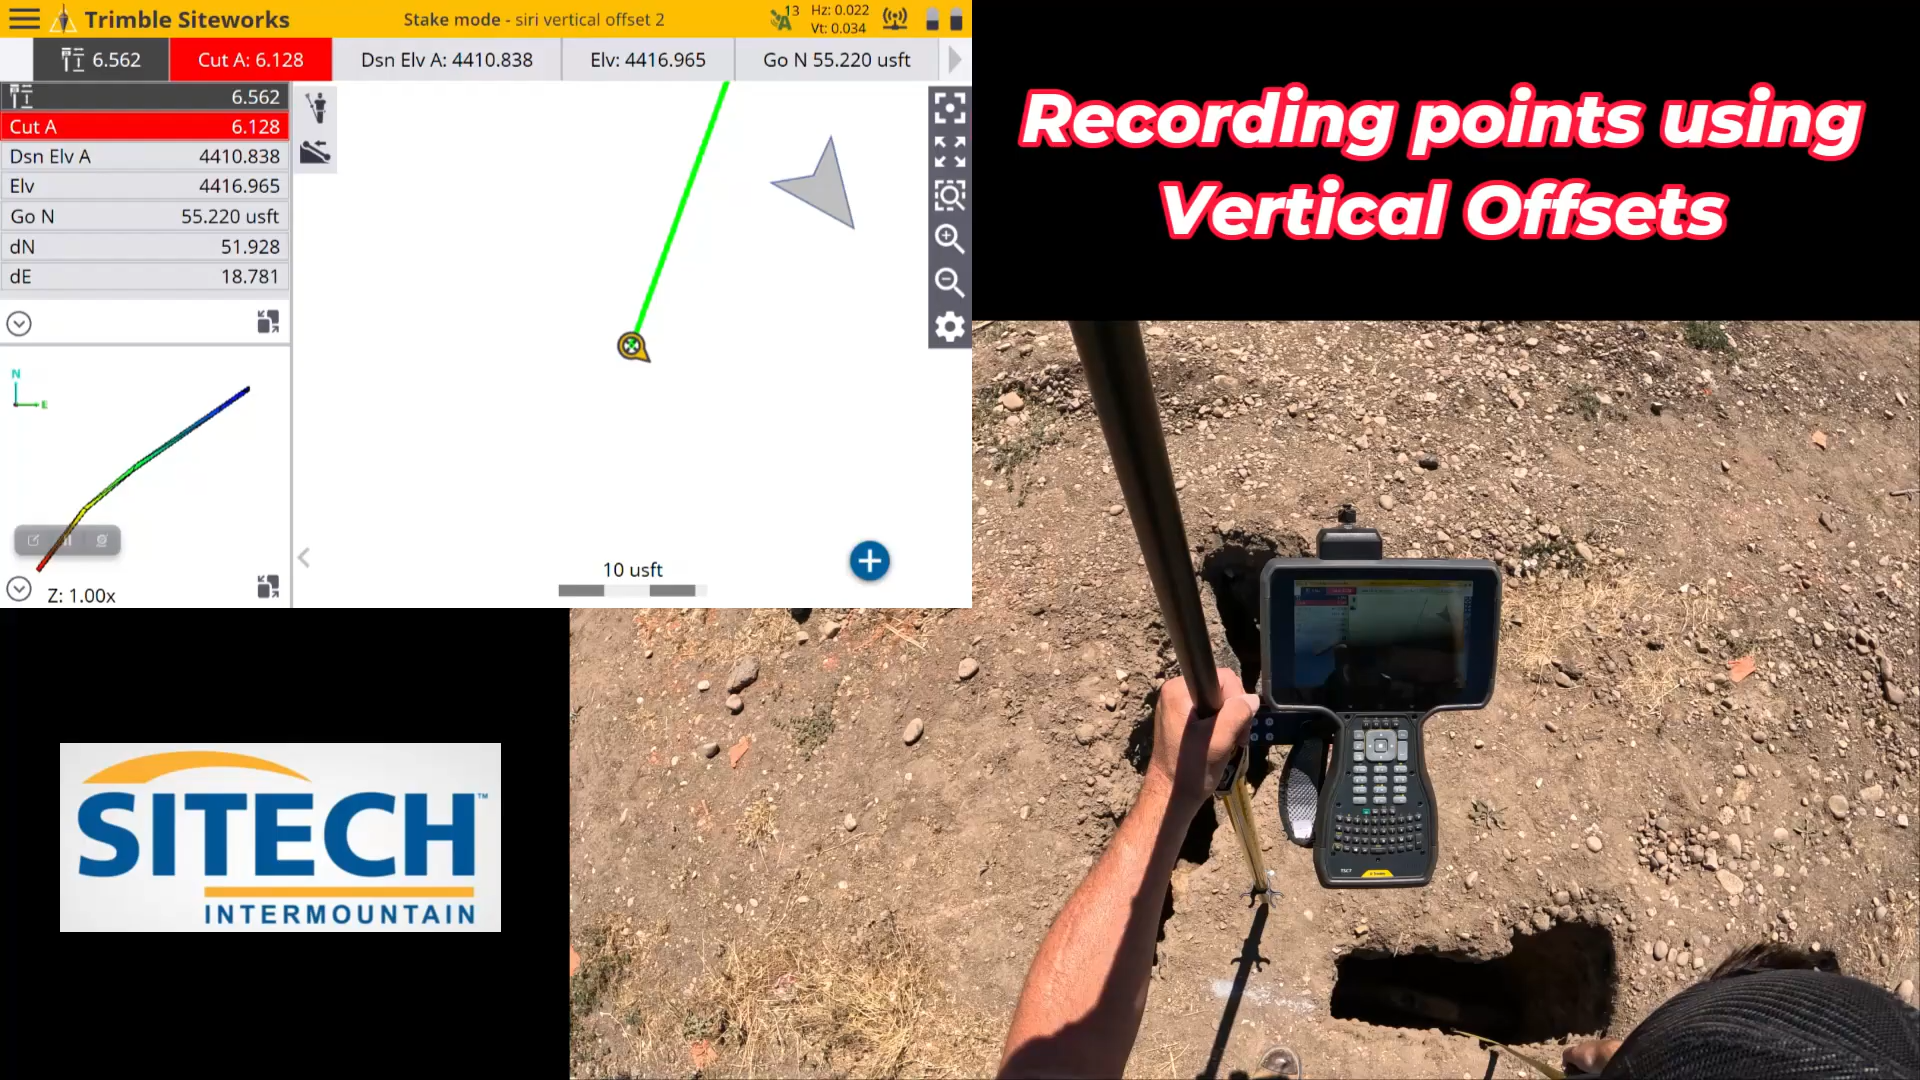 Trimble Siteworks
Stake mode - siri vertical offset 2
13
Hz: 0.022
Vt: 0.034
6.562
Cut A: 6.128
Dsn Elv A: 4410.838
Elv: 4416.965
Go N 55.220 usft
6.562
Cut A 6.128
Dsn Elv A 4410.838
Elv 4416.965
Go N 55.220 usft
dN 51.928
dE 18.781
N
E
Z: 1.00x
10 usft
Recording points using
Vertical Offsets
SITECH™
INTERMOUNTAIN
TSC7